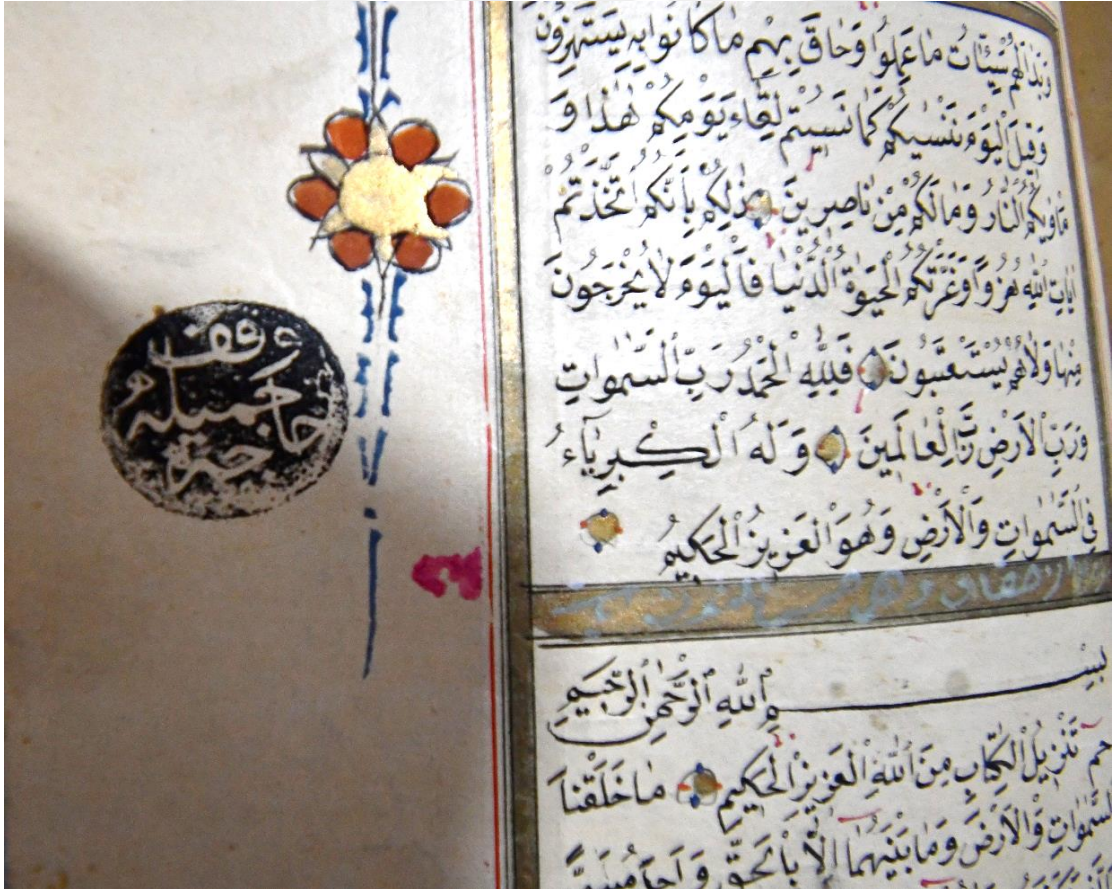 وَبَدَا لَهُمْ سَيِّئَاتُ مَا عَمِلُوا وَحَاقَ بِهِمْ مَا كَانُوا بِهِ يَسْتَهْزِؤُنَ
وَقِيلَ الْيَوْمَ نَنْسٰيكُمْ كَمَا نَسِيتُمْ لِقَاءَ يَوْمِكُمْ هٰذَا وَ
مَأْوٰيكُمُ النَّارُ وَمَا لَكُمْ مِنْ نَاصِرِينَ ذٰلِكُمْ بِأَنَّكُمُ اتَّخَذْتُمْ
اٰيَاتِ اللّٰهِ هُزُوًا وَغَرَّتْكُمُ الْحَيٰوةُ الدُّنْيَا فَالْيَوْمَ لَا يُخْرَجُونَ
مِنْهَا وَلَا هُمْ يُسْتَعْتَبُونَ فَلِلّٰهِ الْحَمْدُ رَبِّ السَّمٰوَاتِ
وَرَبِّ الْاَرْضِ رَبِّ الْعَالَمِينَ وَلَهُ الْكِبْرِيَاءُ
فِي السَّمٰوَاتِ وَالْاَرْضِ وَهُوَ الْعَزِيزُ الْحَكِيمُ
الاحقاف وهي
بِسْمِ اللّٰهِ الرَّحْمٰنِ الرَّحِيمِ
حٰم تَنْزِيلُ الْكِتَابِ مِنَ اللّٰهِ الْعَزِيزِ الْحَكِيمِ مَا خَلَقْنَا
السَّمٰوَاتِ وَالْاَرْضَ وَمَا بَيْنَهُمَا اِلَّا بِالْحَقِّ وَاَجَلٍ مُسَمًّى
وقف
جميله